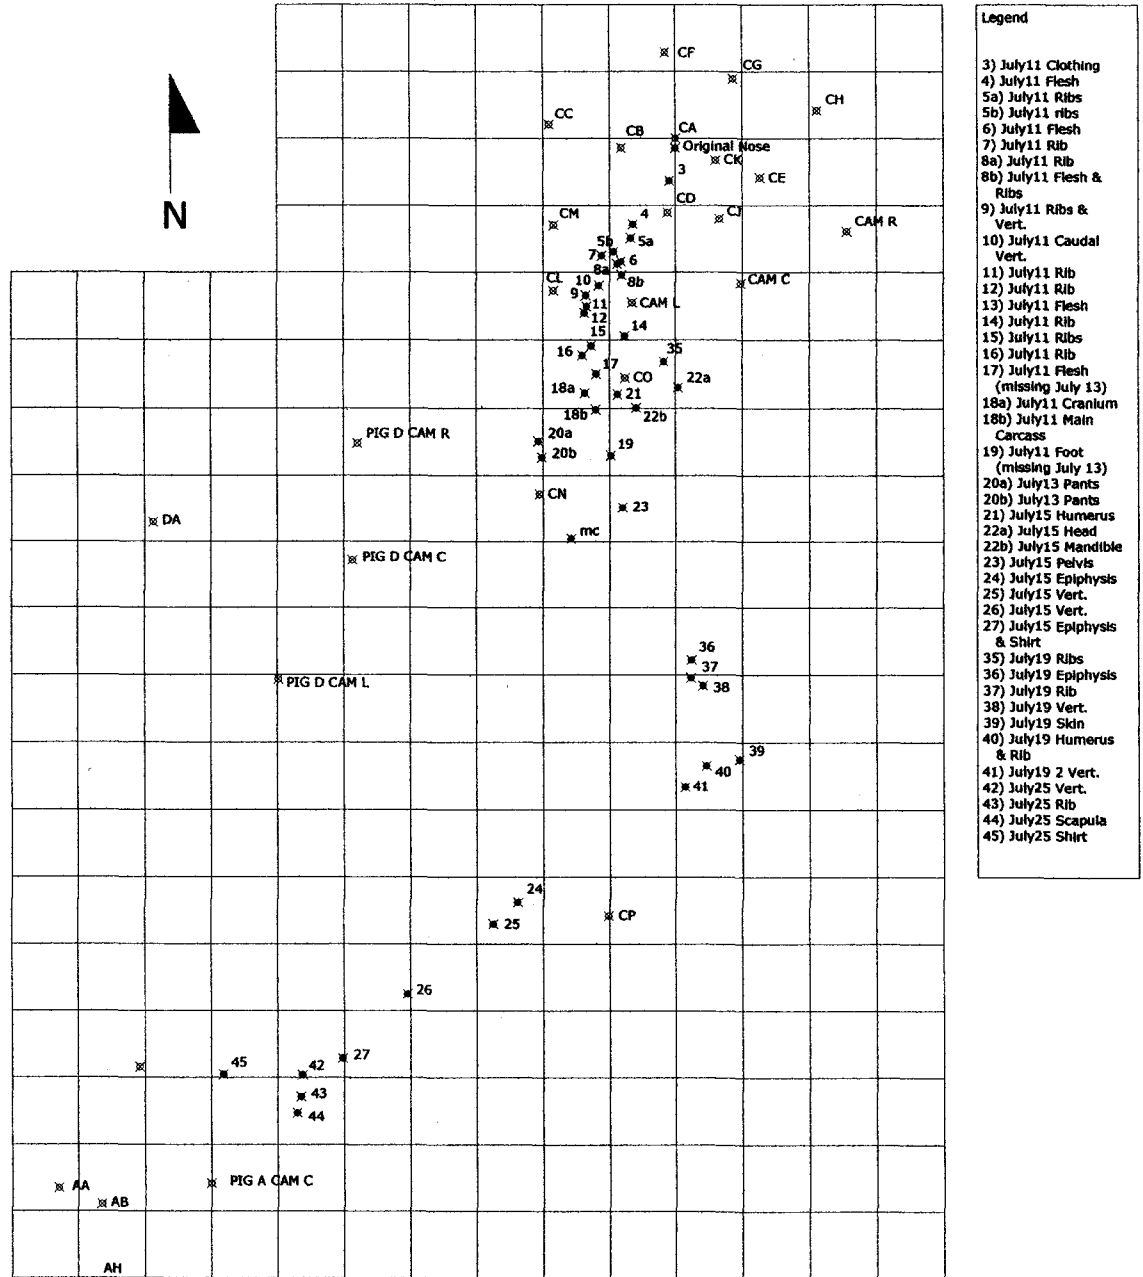 CF
CG
CH
CC
CA
CB
Original Nose
CK
3
CE
CD
CM
4
CJ
CAM R
5b
5a
7
6
8a
8b
CL
10
CAM C
9
11
CAM L
12
14
15
16
35
17
CO
22a
18a
21
18b
22b
PIG D CAM R
20a
19
20b
CN
23
DA
mc
PIG D CAM C
36
37
PIG D CAM L
38
39
40
41
24
CP
25
26
27
45
42
43
44
PIG A CAM C
AA
AB
AH
N
Legend
3) July11 Clothing
4) July11 Flesh
5a) July11 Ribs
5b) July11 ribs
6) July11 Flesh
7) July11 Rib
8a) July11 Rib
8b) July11 Flesh &
Ribs
9) July11 Ribs &
Vert.
10) July11 Caudal
Vert.
11) July11 Rib
12) July11 Rib
13) July11 Flesh
14) July11 Rib
15) July11 Ribs
16) July11 Rib
17) July11 Flesh
(missing July 13)
18a) July11 Cranium
18b) July11 Main
Carcass
19) July11 Foot
(missing July 13)
20a) July13 Pants
20b) July13 Pants
21) July15 Humerus
22a) July15 Head
22b) July15 Mandible
23) July15 Pelvis
24) July15 Epiphysis
25) July15 Vert.
26) July15 Vert.
27) July15 Epiphysis
& Shirt
35) July19 Ribs
36) July19 Epiphysis
37) July19 Rib
38) July19 Vert.
39) July19 Skin
40) July19 Humerus
& Rib
41) July19 2 Vert.
42) July25 Vert.
43) July25 Rib
44) July25 Scapula
45) July25 Shirt